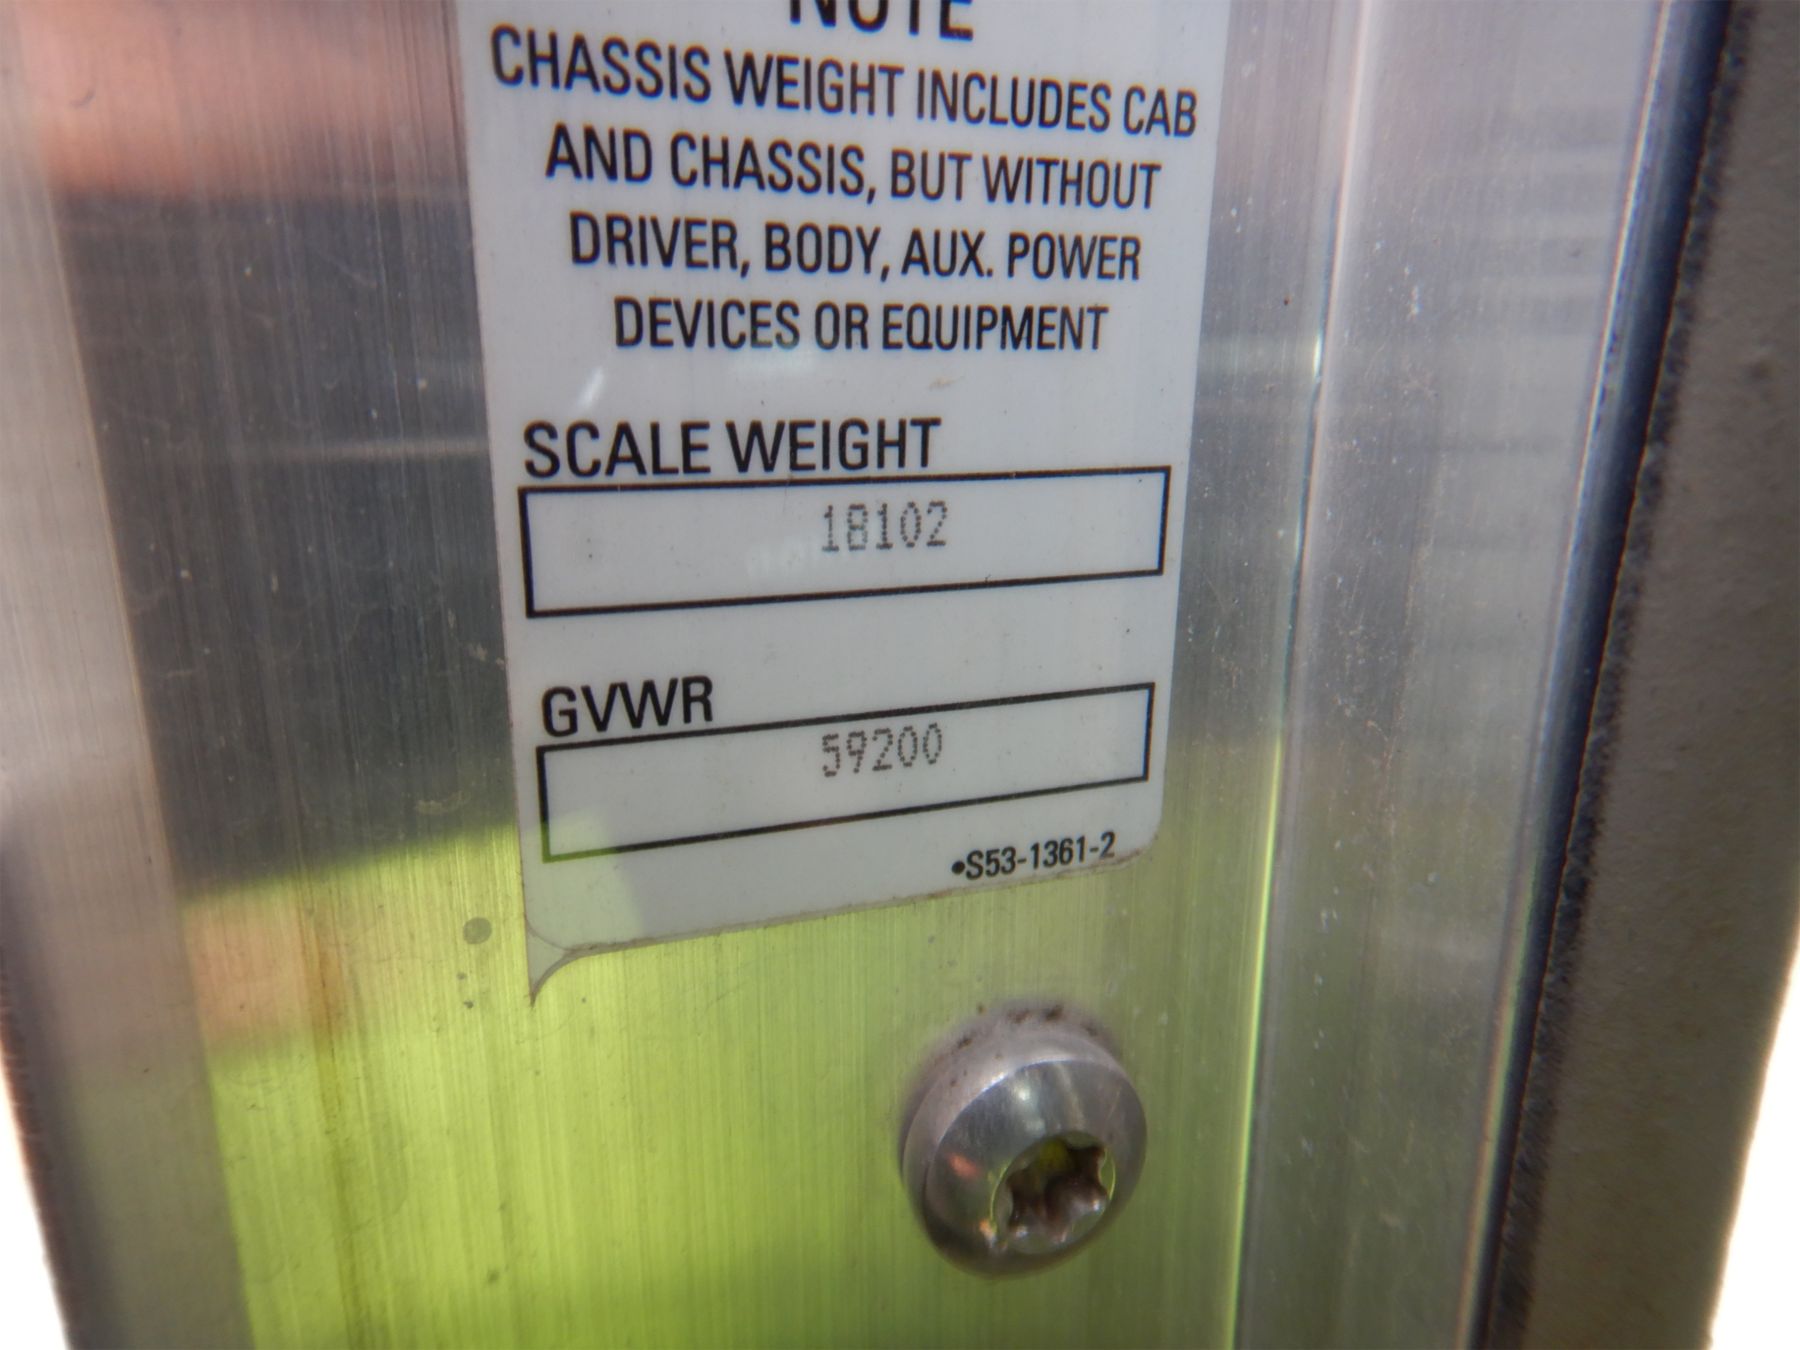 NOTE
CHASSIS WEIGHT INCLUDES CAB
AND CHASSIS, BUT WITHOUT
DRIVER, BODY, AUX. POWER
DEVICES OR EQUIPMENT
SCALE WEIGHT
18102
GVWR
59200
•S53-1361-2